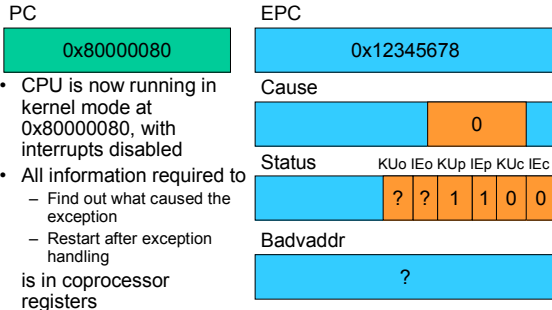 PC
0x80000080
• CPU is now running in
kernel mode at
0x80000080, with
interrupts disabled
• All information required to
– Find out what caused the
exception
– Restart after exception
handling
is in coprocessor
registers
EPC
0x12345678
Cause
0
Status KUo IEo KUp IEp KUc IEc
? ? 1 1 0 0
Badvaddr
?